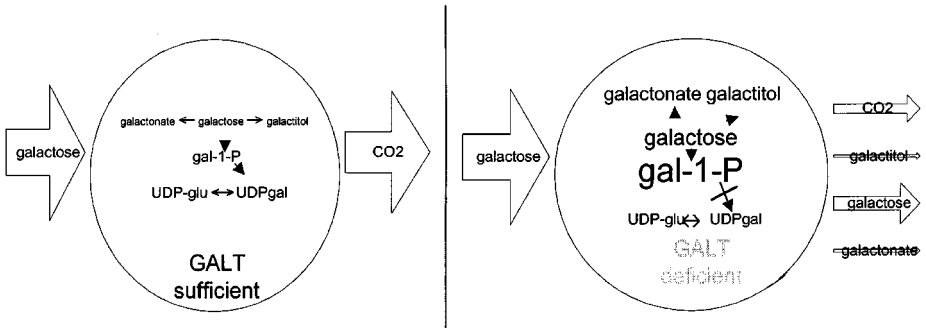 galactose
galactonate ← galactose → galactitol
gal-1-P
UDP-glu ↔ UDPgal
GALT
sufficient
CO2
galactose
galactonate galactitol
galactose
gal-1-P
UDP-glu ↔ UDPgal
GALT
deficient
CO2
galactitol
galactose
galactonate